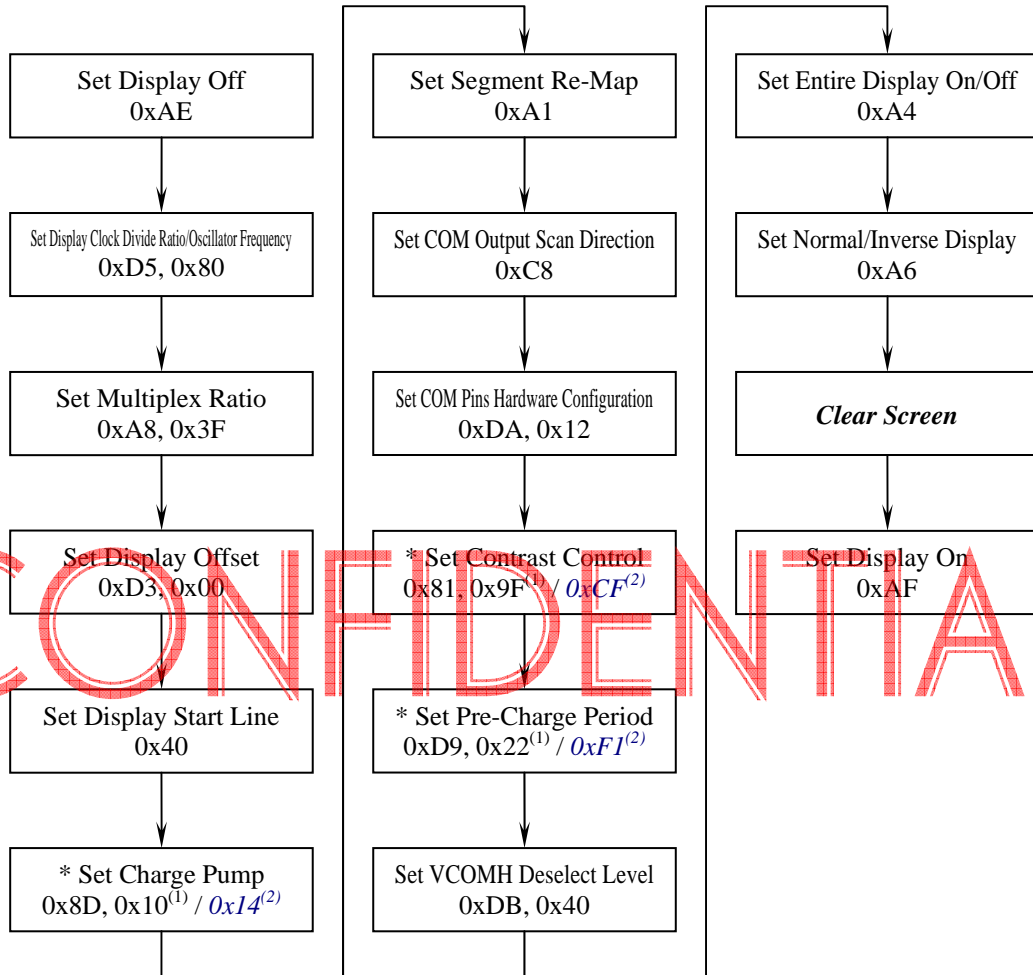 Set Display Off
0xAE
Set Display Clock Divide Ratio/Oscillator Frequency
0xD5, 0x80
Set Multiplex Ratio
0xA8, 0x3F
Set Display Offset
0xD3, 0x00
Set Display Start Line
0x40
* Set Charge Pump
0x8D, 0x10(1) / 0x14(2)
Set Segment Re-Map
0xA1
Set COM Output Scan Direction
0xC8
Set COM Pins Hardware Configuration
0xDA, 0x12
* Set Contrast Control
0x81, 0x9F(1) / 0xCF(2)
* Set Pre-Charge Period
0xD9, 0x22(1) / 0xF1(2)
Set VCOMH Deselect Level
0xDB, 0x40
Set Entire Display On/Off
0xA4
Set Normal/Inverse Display
0xA6
Clear Screen
Set Display On
0xAF
CONFIDENTIA